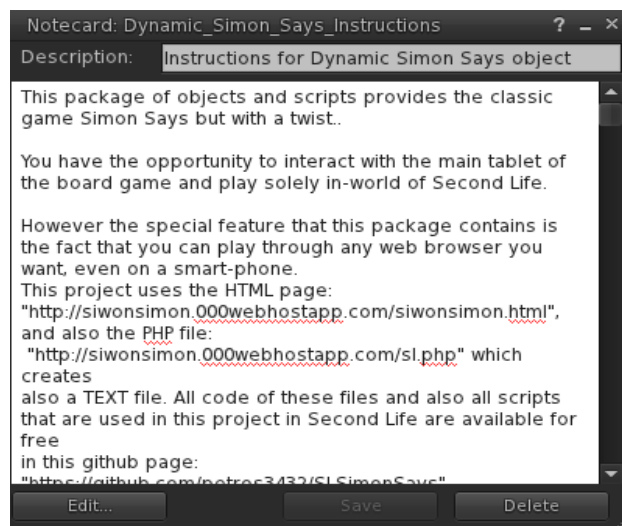 Notecard: Dynamic_Simon_Says_Instructions ? _ ×
Description: Instructions for Dynamic Simon Says object
This package of objects and scripts provides the classic
game Simon Says but with a twist..
You have the opportunity to interact with the main tablet of
the board game and play solely in-world of Second Life.
However the special feature that this package contains is
the fact that you can play through any web browser you
want, even on a smart-phone.
This project uses the HTML page:
"http://siwonsimon.000webhostapp.com/siwonsimon.html",
and also the PHP file:
"http://siwonsimon.000webhostapp.com/sl.php" which
creates
also a TEXT file. All code of these files and also all scripts
that are used in this project in Second Life are available for
free
in this github page:
"https://github.com/petros3432/SLSimonSays"
Edit... Save Delete